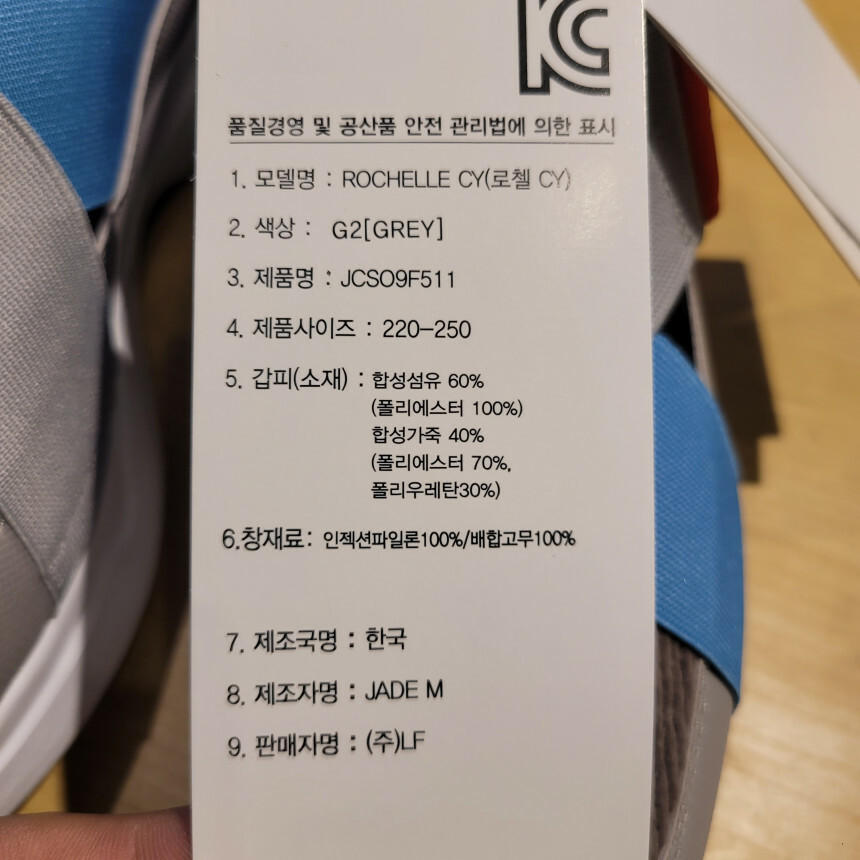 KC
품질경영 및 공산품 안전 관리법에 의한 표시
1. 모델명 : ROCHELLE CY(로첼 CY)
2. 색상 : G2[GREY]
3. 제품명 : JCSO9F511
4. 제품사이즈 : 220-250
5. 갑피(소재) : 합성섬유 60%
(폴리에스터 100%)
합성가죽 40%
(폴리에스터 70%,
폴리우레탄30%)
6.창재료: 인젝션파일론100%/배합고무100%
7. 제조국명 : 한국
8. 제조자명 : JADE M
9. 판매자명 : (주)LF